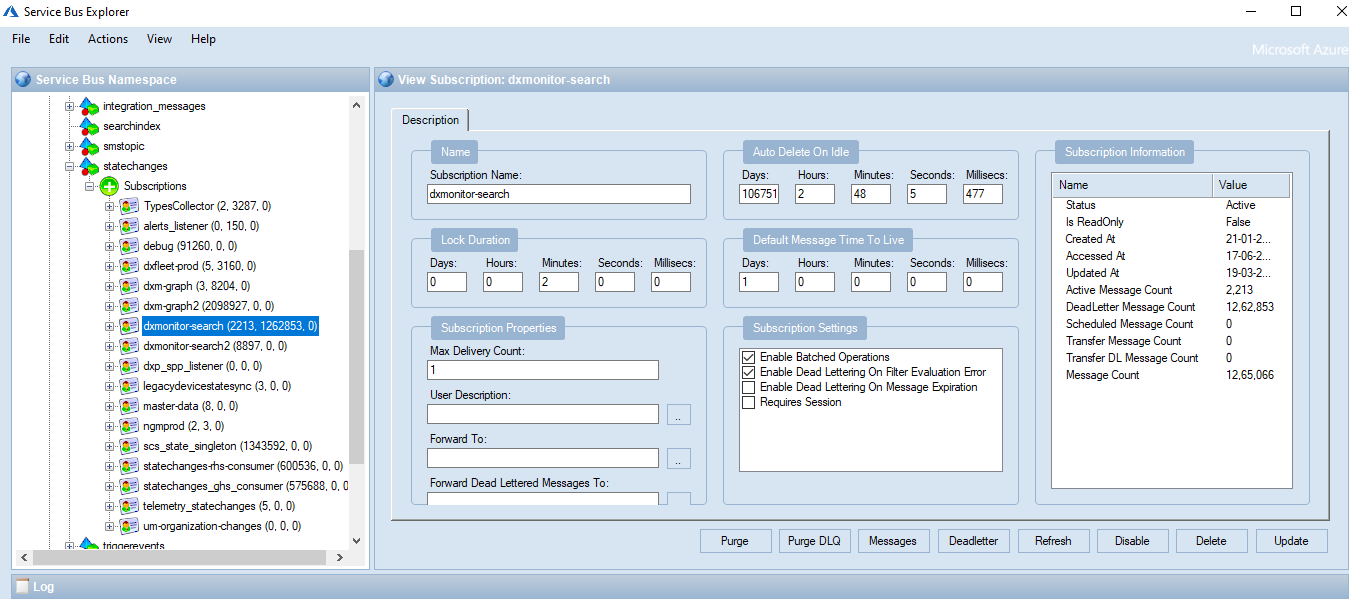 Service Bus Explorer
File Edit Actions View Help
Microsoft Azure
Service Bus Namespace
integration_messages
searchindex
smstopic
statechanges
Subscriptions
TypesCollector (2, 3287, 0)
alerts_listener (0, 150, 0)
debug (91260, 0, 0)
dxfleet-prod (5, 3160, 0)
dxm-graph (3, 8204, 0)
dxm-graph2 (2098927, 0, 0)
dxmonitor-search (2213, 1262853, 0)
dxmonitor-search2 (8897, 0, 0)
dxp_spp_listener (0, 0, 0)
legacydevicestatesync (3, 0, 0)
master-data (8, 0, 0)
ngmprod (2, 3, 0)
scs_state_singleton (1343592, 0, 0)
statechanges-rhs-consumer (600536, 0, 0)
statechanges_ghs_consumer (575688, 0, 0
telemetry_statechanges (5, 0, 0)
um-organization-changes (0, 0, 0)
triggerevents
View Subscription: dxmonitor-search
Description
Name
Subscription Name:
dxmonitor-search
Auto Delete On Idle
Days: Hours: Minutes: Seconds: Millisecs:
106751 2 48 5 477
Lock Duration
Days: Hours: Minutes: Seconds: Millisecs:
0 0 2 0 0
Default Message Time To Live
Days: Hours: Minutes: Seconds: Millisecs:
1 0 0 0 0
Subscription Properties
Max Delivery Count:
1
User Description:
..
Forward To:
..
Forward Dead Lettered Messages To:
Subscription Settings
Enable Batched Operations
Enable Dead Lettering On Filter Evaluation Error
Enable Dead Lettering On Message Expiration
Requires Session
Subscription Information
Name Value
Status Active
Is ReadOnly False
Created At 21-01-2...
Accessed At 17-06-2...
Updated At 19-03-2...
Active Message Count 2,213
DeadLetter Message Count 12,62,853
Scheduled Message Count 0
Transfer Message Count 0
Transfer DL Message Count 0
Message Count 12,65,066
Purge Purge DLQ Messages Deadletter Refresh Disable Delete Update
Log